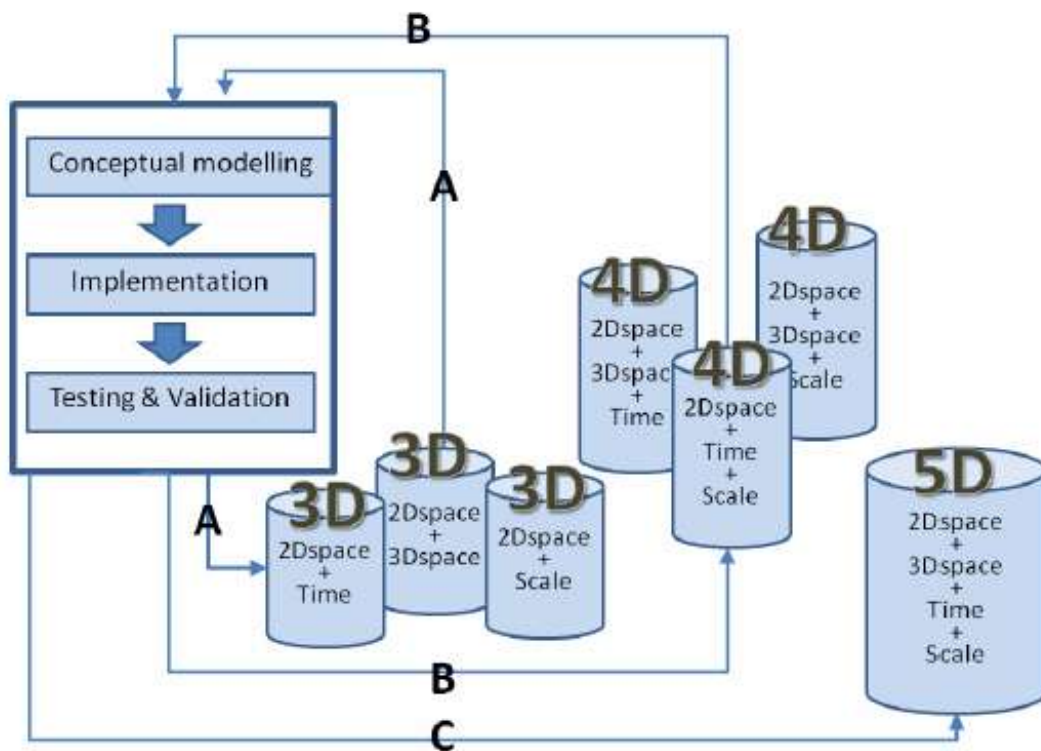 B
A
Conceptual modelling
Implementation
Testing & Validation
A
3D
2Dspace
+
Time
3D
2Dspace
+
3Dspace
3D
2Dspace
+
Scale
4D
2Dspace
+
3Dspace
+
Time
4D
2Dspace
+
Time
+
Scale
4D
2Dspace
+
3Dspace
+
Scale
5D
2Dspace
+
3Dspace
+
Time
+
Scale
B
C